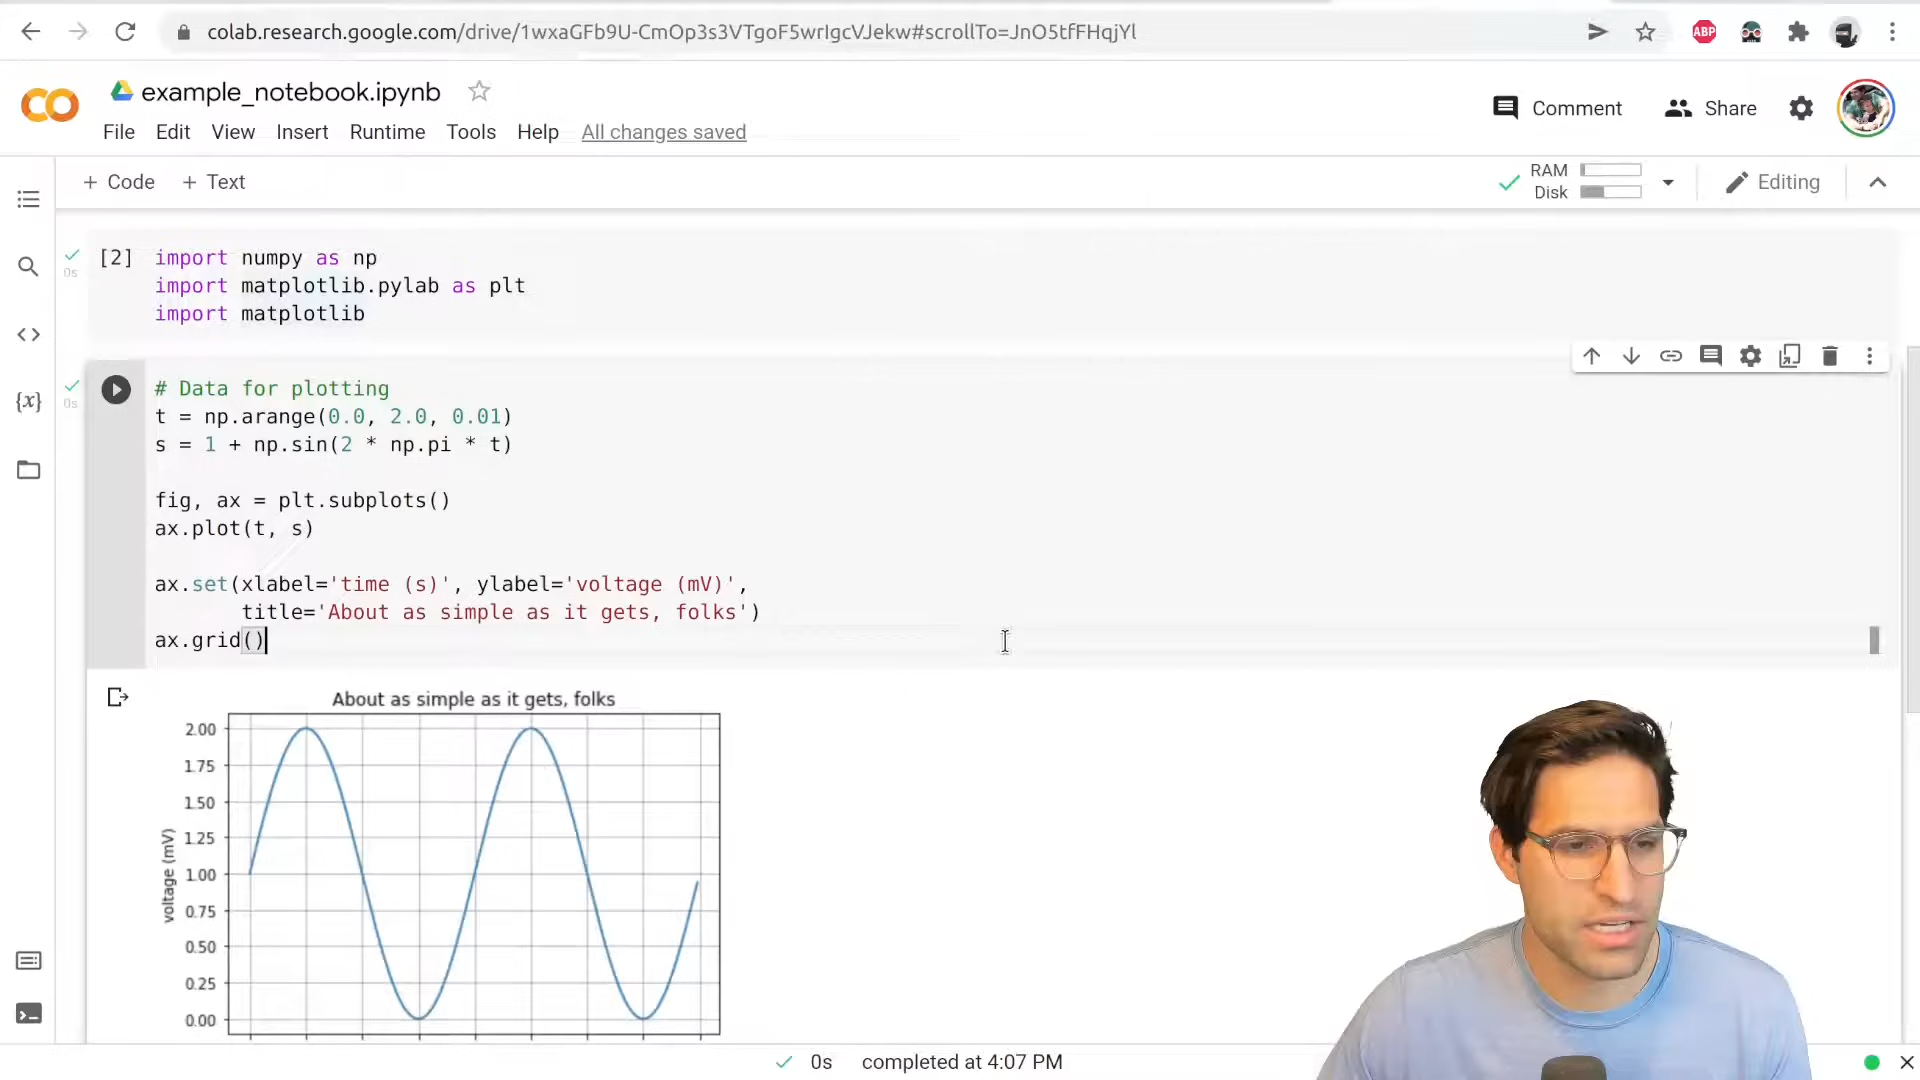 colab.research.google.com/drive/1wxaGFb9U-CmOp3s3VTgoF5wrIgcVJekw#scrollTo=JnO5tfFHqjYl
ABP
example_notebook.ipynb
Comment
Share
File Edit View Insert Runtime Tools Help All changes saved
+ Code + Text
RAM
Disk
Editing
[2] import numpy as np
import matplotlib.pylab as plt
import matplotlib
0s
# Data for plotting
t = np.arange(0.0, 2.0, 0.01)
s = 1 + np.sin(2 * np.pi * t)
fig, ax = plt.subplots()
ax.plot(t, s)
ax.set(xlabel='time (s)', ylabel='voltage (mV)',
title='About as simple as it gets, folks')
ax.grid()
0s
{x}
About as simple as it gets, folks
2.00
1.75
1.50
1.25
1.00
0.75
0.50
0.25
0.00
voltage (mV)
0s completed at 4:07 PM